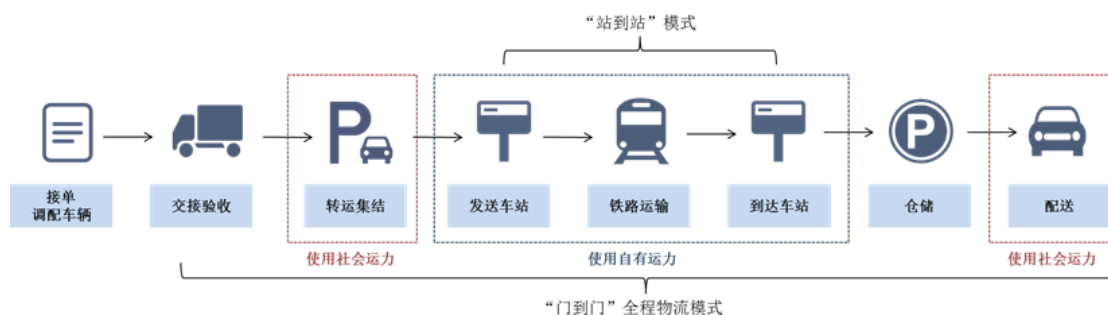 “站到站”模式
P
P
接单
调配车辆
交接验收
转运集结
发送车站
铁路运输
到达车站
仓储
配送
使用社会运力
使用自有运力
使用社会运力
“门到门”全程物流模式